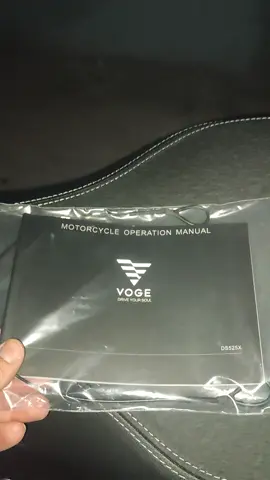 MOTORCYCLE OPERATION MANUAL
VOGE
DRIVE YOUR SOUL
DS525X